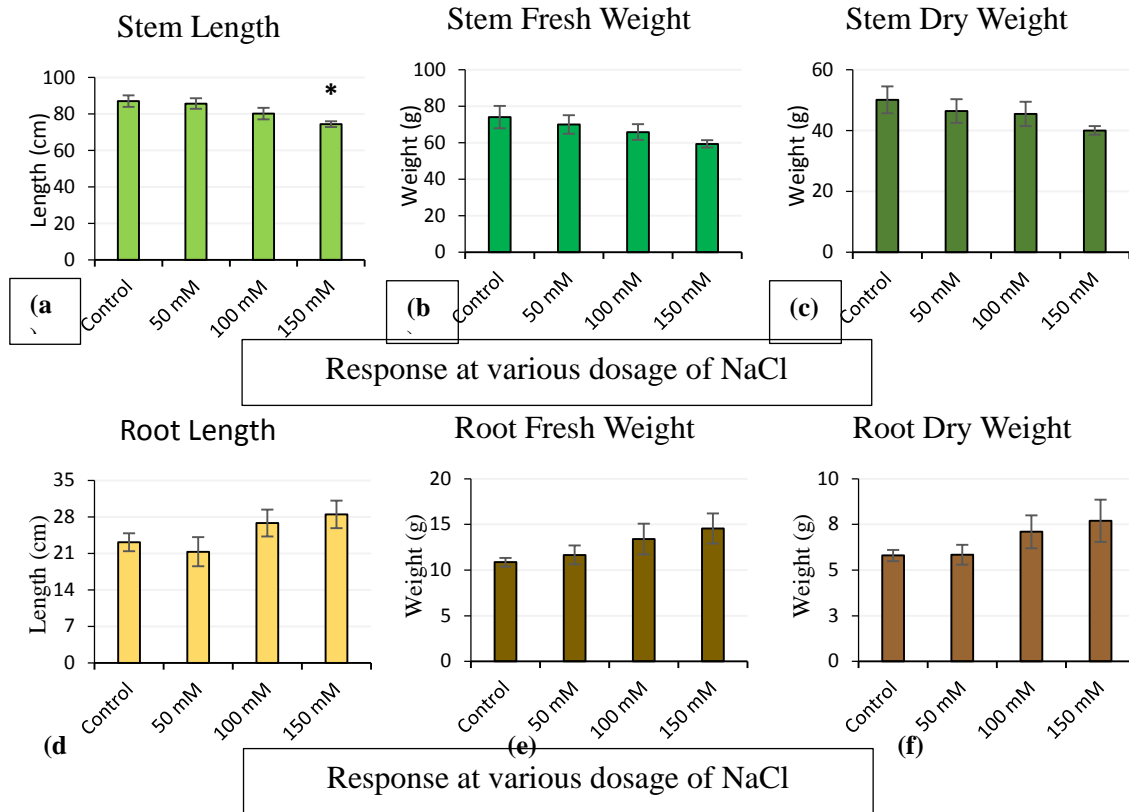 Stem Length
Stem Fresh Weight
Stem Dry Weight
Length (cm)
100
80
60
40
20
0
*
Control
50 mM
100 mM
150 mM
(a
Weight (g)
100
80
60
40
20
0
Control
50 mM
100 mM
150 mM
(b
Weight (g)
60
40
20
0
Control
50 mM
100 mM
150 mM
(c)
Response at various dosage of NaCl
Root Length
Root Fresh Weight
Root Dry Weight
Length (cm)
35
28
21
14
7
0
Control
50 mM
100 mM
150 mM
(d
Weight (g)
20
15
10
5
0
Control
50 mM
100 mM
150 mM
(e)
Weight (g)
10
8
5
3
0
Control
50 mM
100 mM
150 mM
(f)
Response at various dosage of NaCl